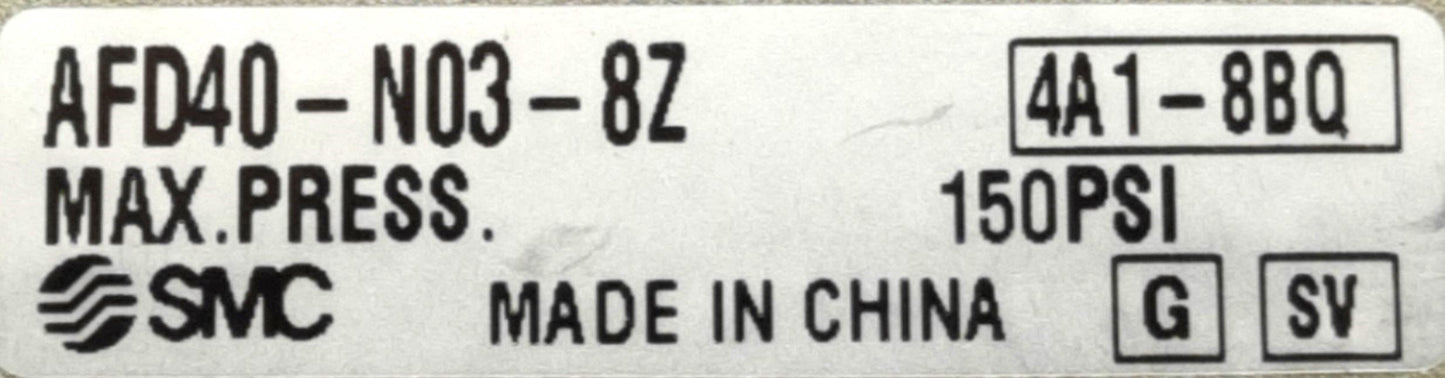 AFD40-N03-8Z 4A1-8BQ
MAX.PRESS. 150PSI
SMC MADE IN CHINA G SV